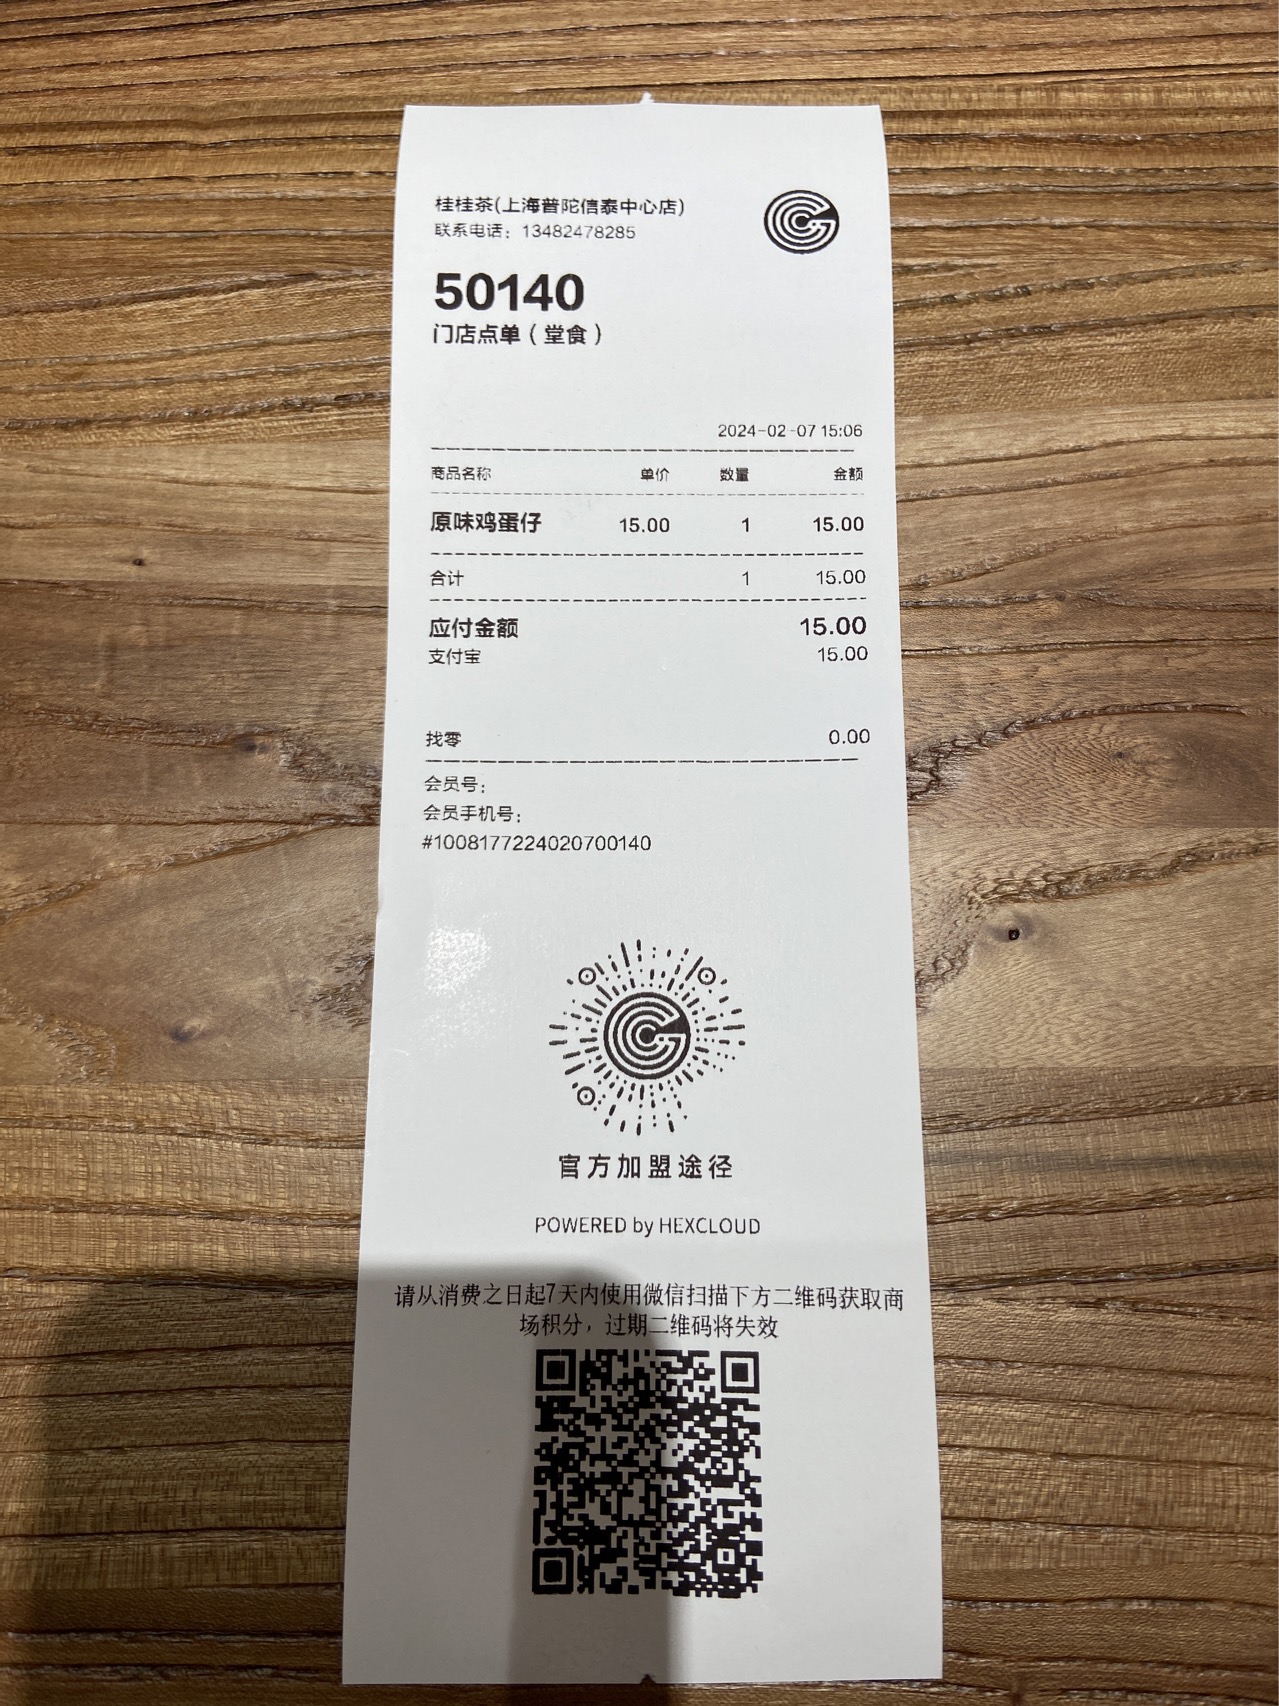 桂桂茶(上海普陀信泰中心店)
联系电话：13482478285
50140
门店点单（堂食）
2024-02-07 15:06
商品名称 单价 数量 金额
原味鸡蛋仔 15.00 1 15.00
合计 1 15.00
应付金额 15.00
支付宝 15.00
找零 0.00
会员号：
会员手机号：
#1008177224020700140
官方加盟途径
POWERED by HEXCLOUD
请从消费之日起7天内使用微信扫描下方二维码获取商
场积分，过期二维码将失效